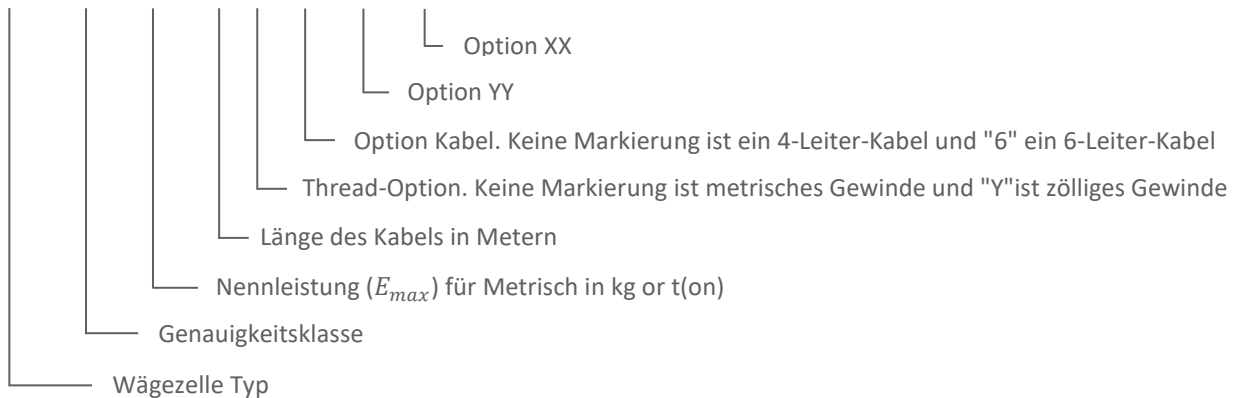 Option XX
Option YY
Option Kabel. Keine Markierung ist ein 4-Leiter-Kabel und "6" ein 6-Leiter-Kabel
Thread-Option. Keine Markierung ist metrisches Gewinde und "Y"ist zölliges Gewinde
Länge des Kabels in Metern
Nennleistung (E_max) für Metrisch in kg or t(on)
Genauigkeitsklasse
Wägezelle Typ